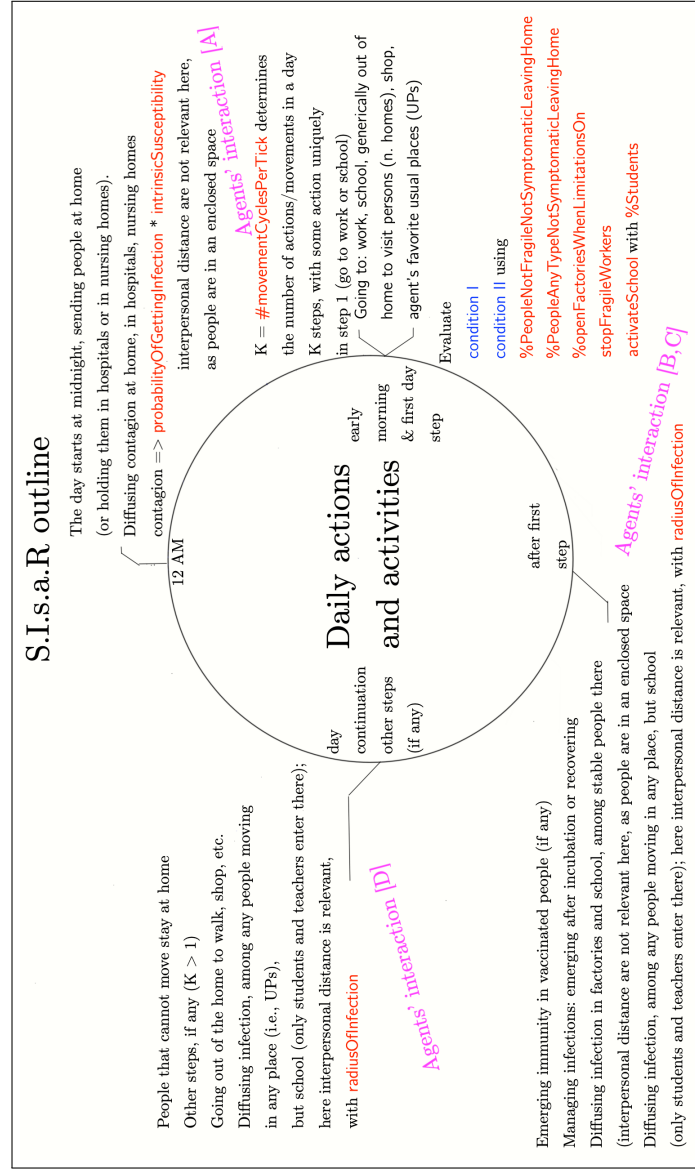 S.I.s.a.R outline
The day starts at midnight, sending people at home
(or holding them in hospitals or in nursing homes).
Diffusing contagion at home, in hospitals, nursing homes
contagion => probabilityOfGettingInfection * intrinsicSusceptibility
interpersonal distance are not relevant here,
as people are in an enclosed space
Agents' interaction [A]
12 AM
K = #movementCyclesPerTick determines
the number of actions/movements in a day
K steps, with some action uniquely
in step 1 (go to work or school)
Going to: work, school, generically out of
home to visit persons (n. homes), shop,
agent's favorite usual places (UPs)
early
morning
& first day
step
Evaluate
condition I
condition II using
%PeopleNotFragileNotSymptomaticLeavingHome
%PeopleAnyTypeNotSymptomaticLeavingHome
%openFactoriesWhenLimitationsOn
stopFragileWorkers
activateSchool with %Students
Daily actions
and activities
after first
step
Agents' interaction [B,C]
Emerging immunity in vaccinated people (if any)
Managing infections: emerging after incubation or recovering
Diffusing infection in factories and school, among stable people there
(interpersonal distance are not relevant here, as people are in an enclosed space
Diffusing infection, among any people moving in any place, but school
(only students and teachers enter there); here interpersonal distance is relevant, with radiusOfInfection
day
continuation
other steps
(if any)
People that cannot move stay at home
Other steps, if any (K > 1)
Going out of the home to walk, shop, etc.
Diffusing infection, among any people moving
in any place (i.e., UPs),
but school (only students and teachers enter there);
here interpersonal distance is relevant,
with radiusOfInfection
Agents' interaction [D]